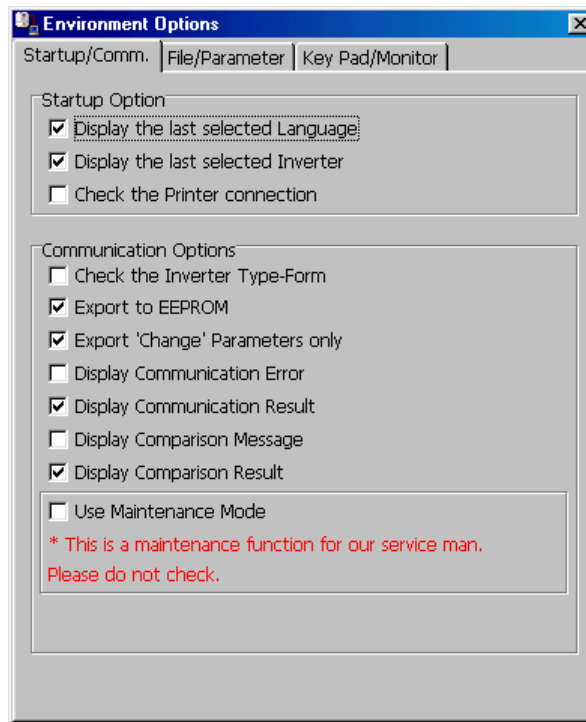 Environment Options
Startup/Comm. File/Parameter Key Pad/Monitor
Startup Option
Display the last selected Language
Display the last selected Inverter
Check the Printer connection
Communication Options
Check the Inverter Type-Form
Export to EEPROM
Export 'Change' Parameters only
Display Communication Error
Display Communication Result
Display Comparison Message
Display Comparison Result
Use Maintenance Mode
* This is a maintenance function for our service man.
Please do not check.